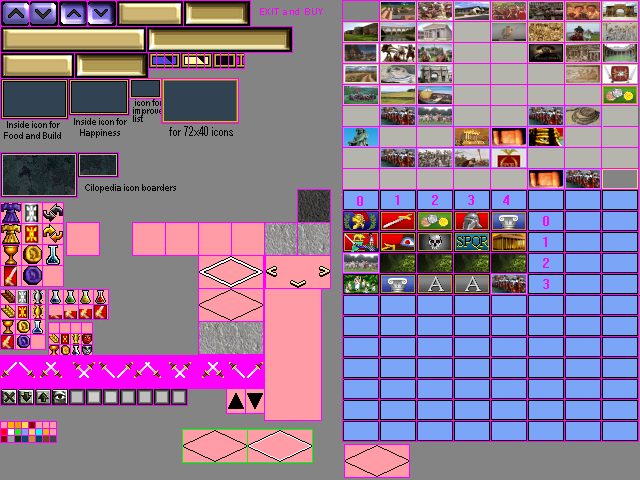 EXIT and BUY
Inside icon for
Food and Build
Inside icon for
Happiness
icon for
improve
list
for 72x40 icons
Cilopedia icon boarders
0 1 2 3 4
0
SPQR 1
2
A A 3